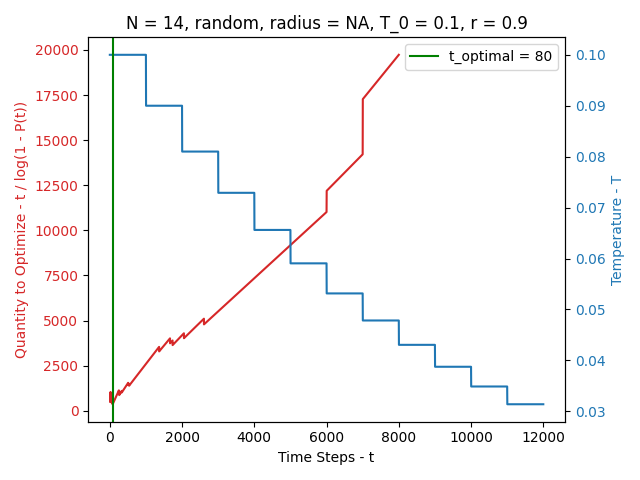 N = 14, random, radius = NA, T_0 = 0.1, r = 0.9
t_optimal = 80
Quantity to Optimize - t / log(1 - P(t))
20000
17500
15000
12500
10000
7500
5000
2500
0
0.10
0.09
0.08
0.07
0.06
0.05
0.04
0.03
Temperature - T
0 2000 4000 6000 8000 10000 12000
Time Steps - t